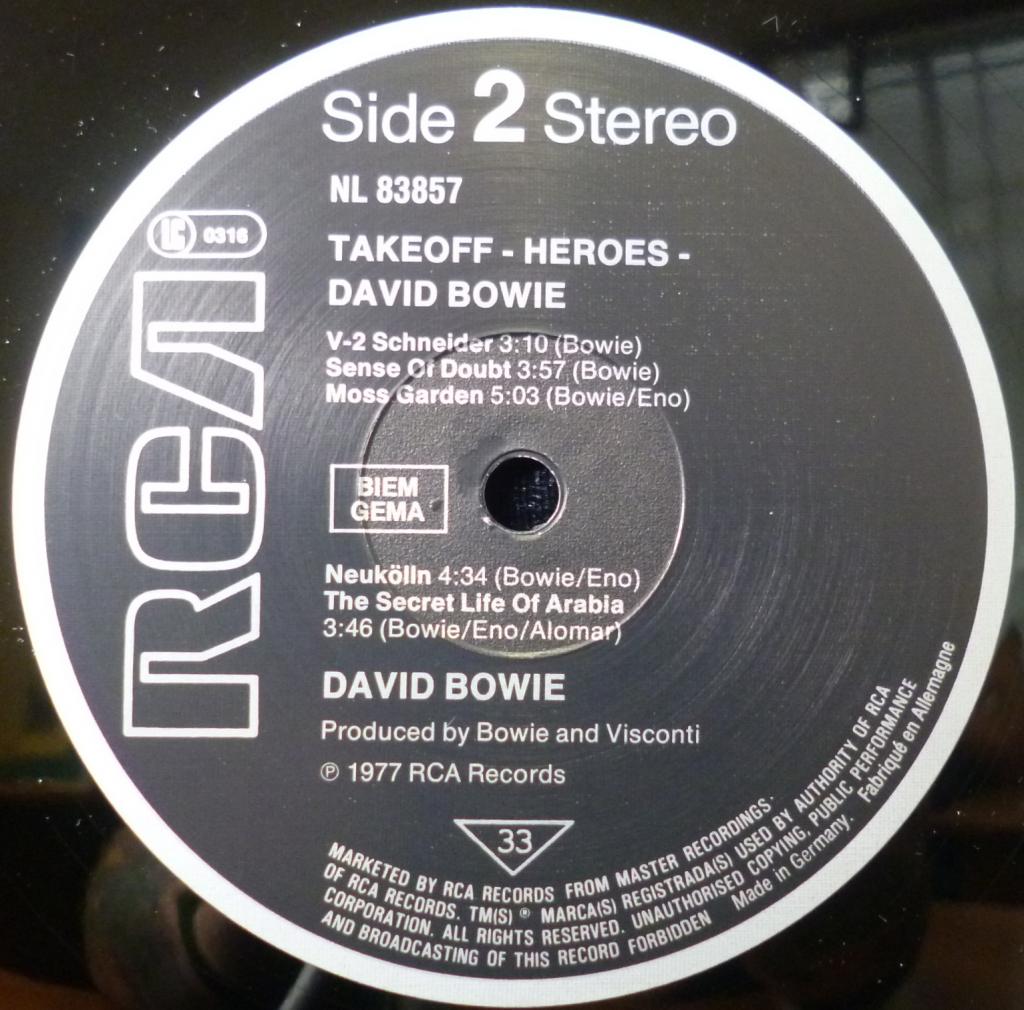 Side 2 Stereo
NL 83857
LC 0316
TAKEOFF - HEROES -
DAVID BOWIE
V-2 Schneider 3:10 (Bowie)
Sense Of Doubt 3:57 (Bowie)
Moss Garden 5:03 (Bowie/Eno)
RCA
BIEM
GEMA
Neukölln 4:34 (Bowie/Eno)
The Secret Life Of Arabia
3:46 (Bowie/Eno/Alomar)
DAVID BOWIE
Produced by Bowie and Visconti
℗ 1977 RCA Records
33
MARKETED BY RCA RECORDS FROM MASTER RECORDINGS
OF RCA RECORDS. TM(S) ® MARCA(S) REGISTRADA(S) USED BY AUTHORITY OF RCA
CORPORATION. ALL RIGHTS RESERVED. UNAUTHORISED COPYING, PUBLIC PERFORMANCE
AND BROADCASTING OF THIS RECORD FORBIDDEN Made in Germany. Fabriqué en Allemagne